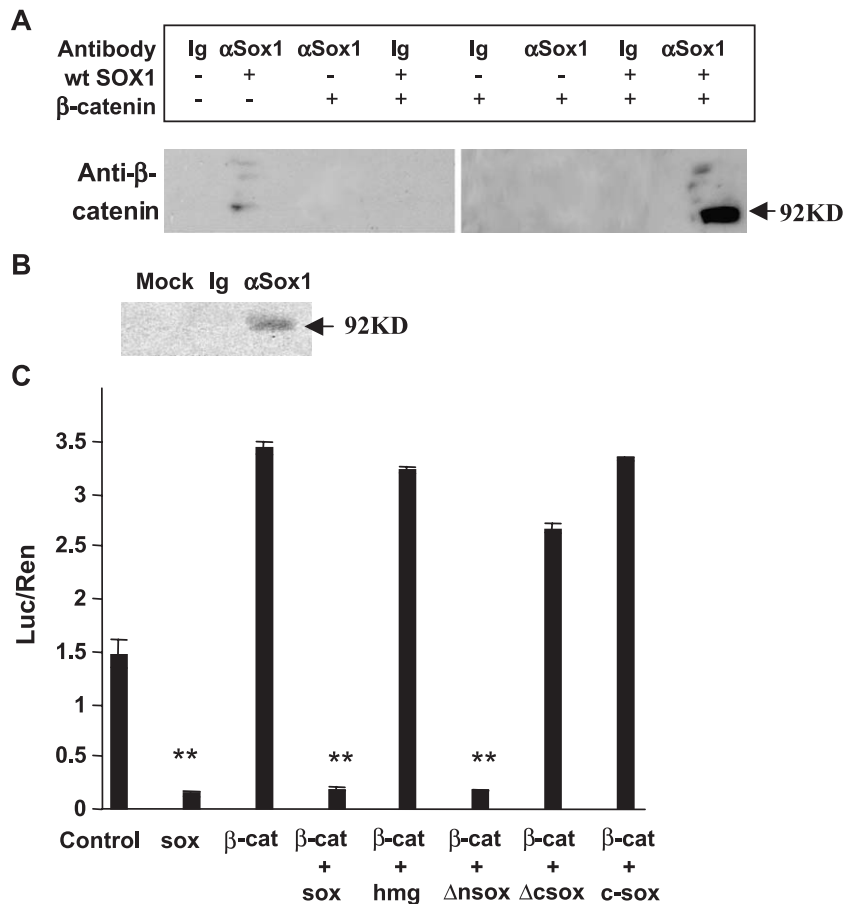 A
Antibody Ig αSox1 αSox1 Ig Ig αSox1 Ig αSox1
wt SOX1 - + - + - - + +
β-catenin - - + + + + + +
Anti-β-
catenin
92KD
B
Mock Ig αSox1
92KD
C
Luc/Ren
3.5
3
2.5
2
1.5
1
0.5
0
** ** **
Control sox β-cat β-cat β-cat β-cat β-cat β-cat
+ + + + +
sox hmg Δnsox Δcsox c-sox